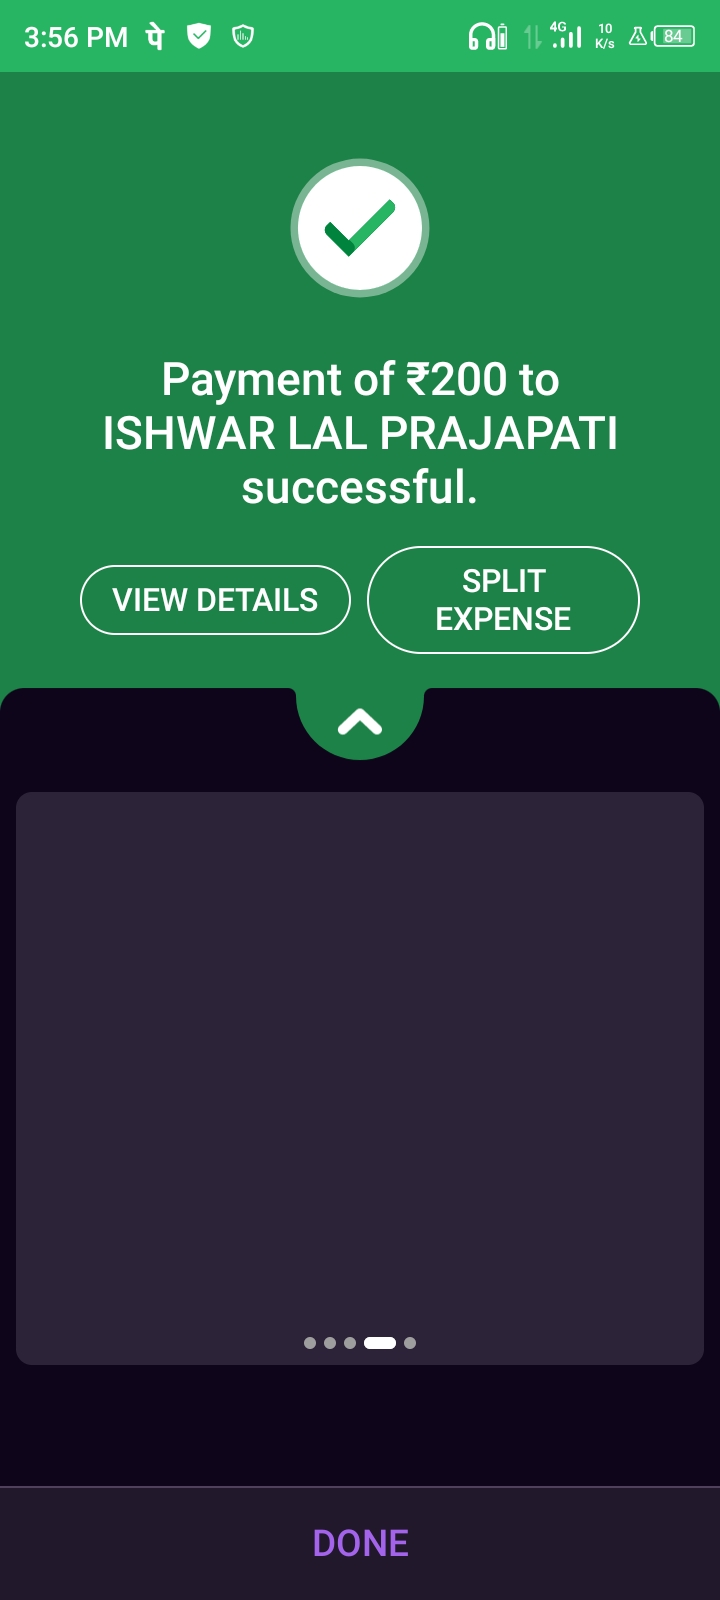 3:56 PM पे 4G 10 K/s 84
Payment of ₹200 to
ISHWAR LAL PRAJAPATI
successful.
VIEW DETAILS
SPLIT
EXPENSE
DONE